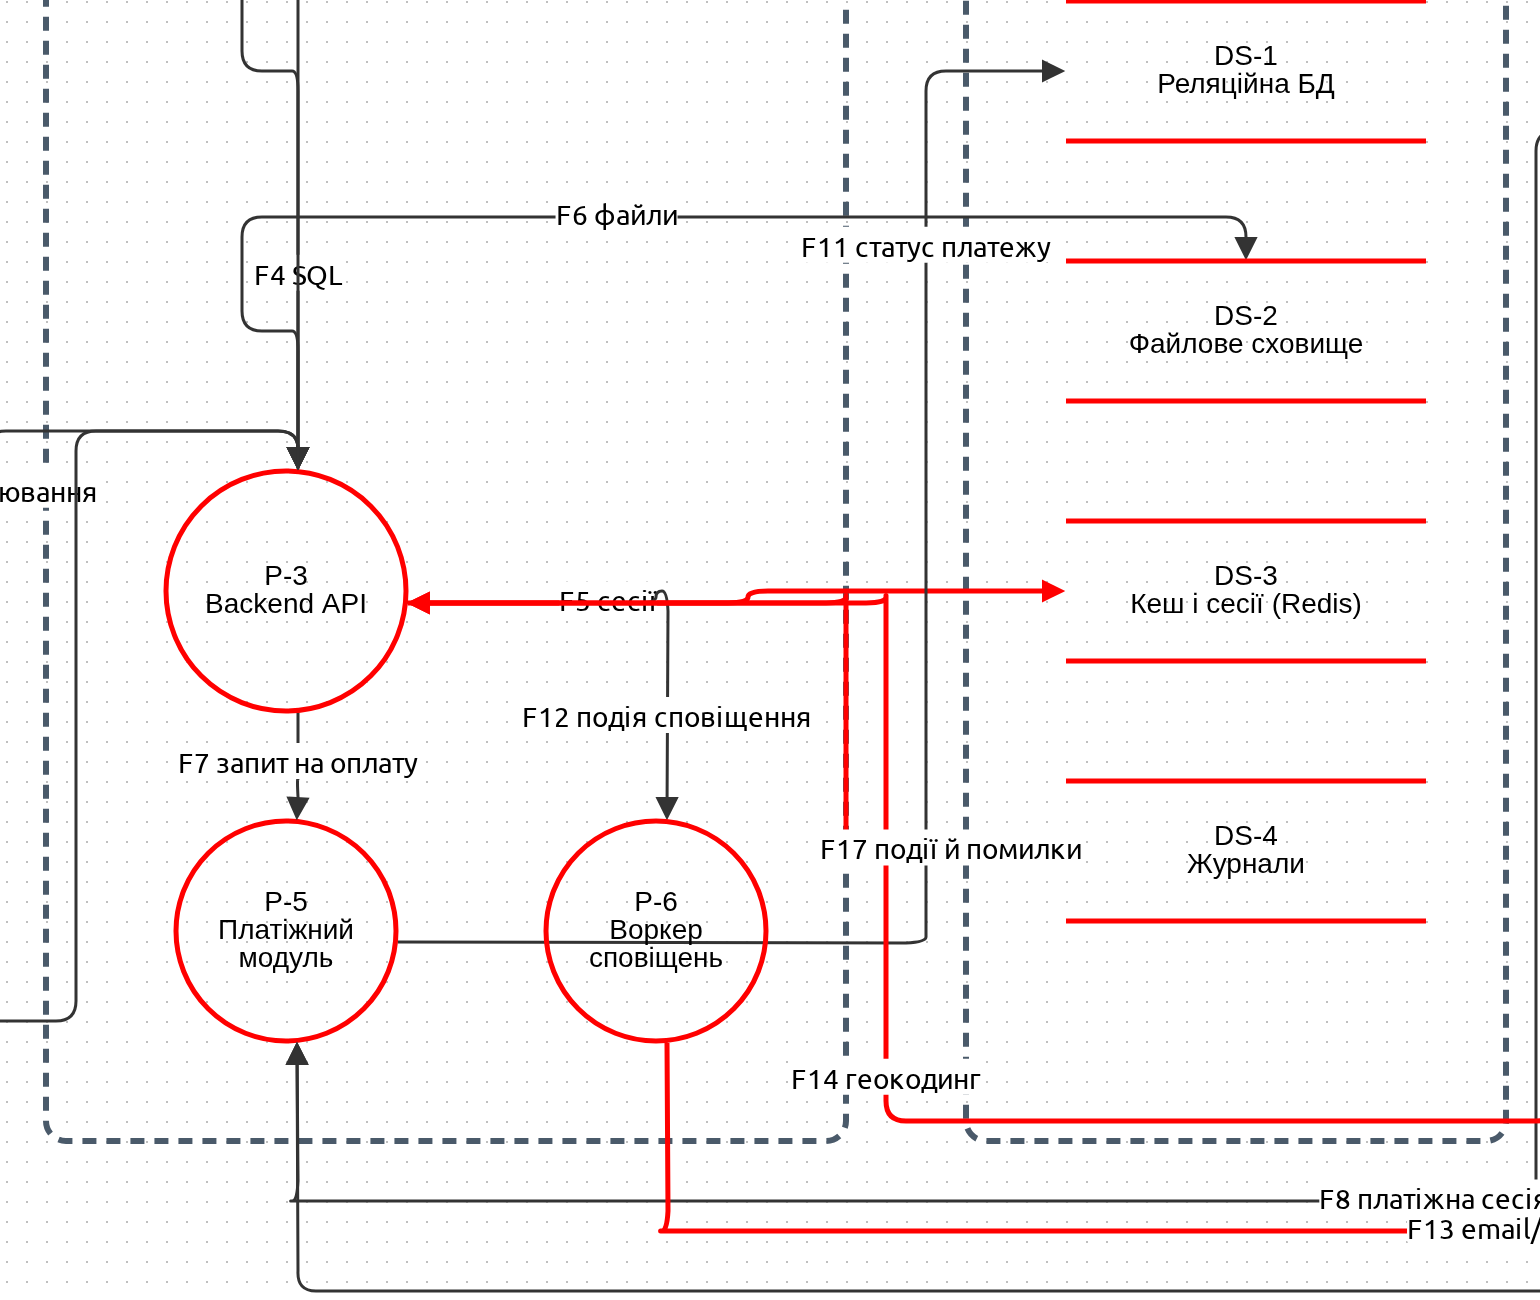 DS-1
Реляційна БД
F6 файли
F11 статус платежу
F4 SQL
DS-2
Файлове сховище
ювання
P-3
Backend API
F5 сесії
DS-3
Кеш і сесії (Redis)
F12 подія сповіщення
F7 запит на оплату
F17 події й помилки
DS-4
Журнали
P-5
Платіжний
модуль
P-6
Воркер
сповіщень
F14 геокодинг
F8 платіжна сесія
F13 email/